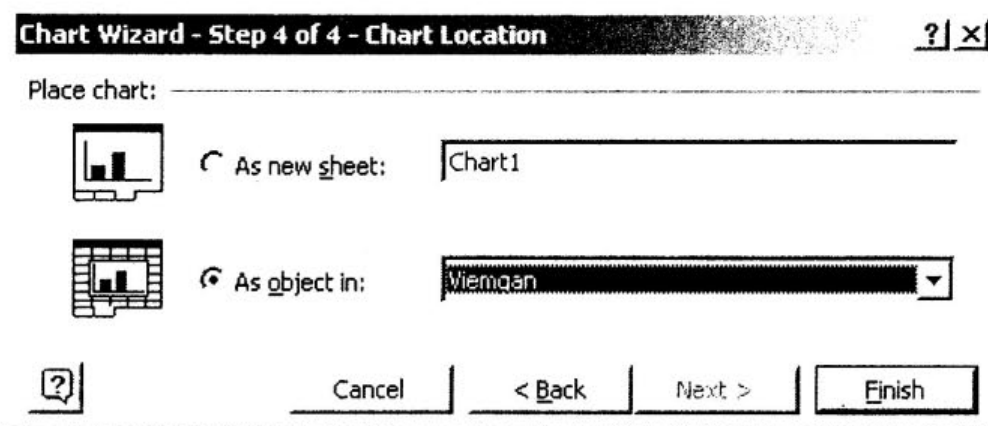 Chart Wizard - Step 4 of 4 - Chart Location ? ×
Place chart:
As new sheet: Chart1
As object in: Viemgan
? Cancel < Back Next > Finish